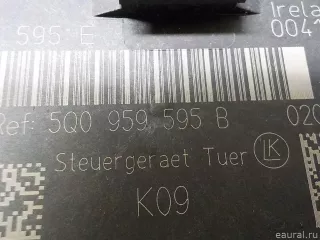 595 E
Irela
004
Ref: 5Q0 959 595 B 020
Steuergeraet Tuer LK
K09
eaural.ru